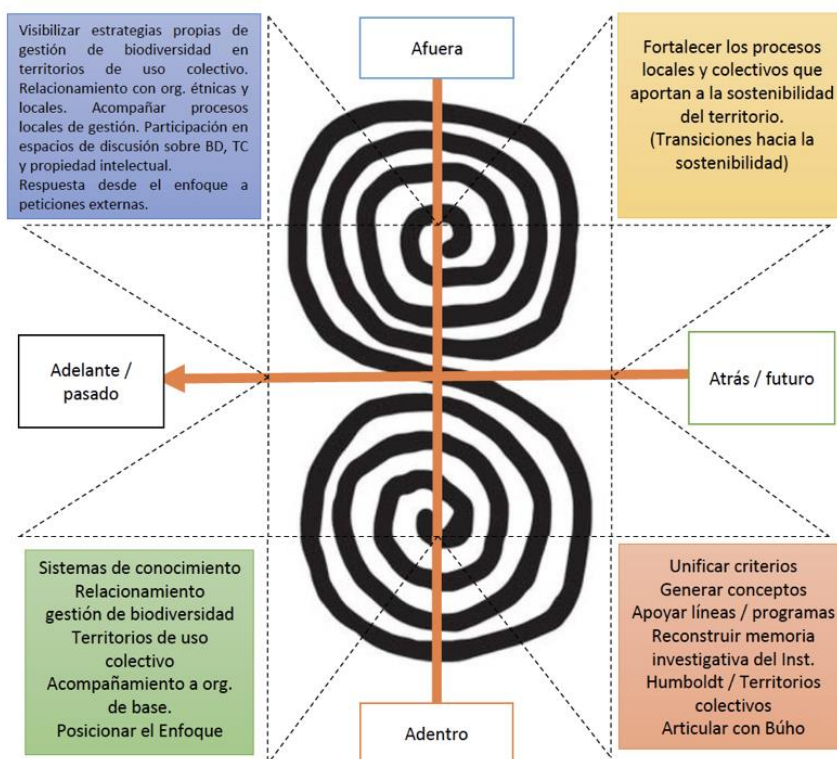 Visibilizar estrategias propias de
gestión de biodiversidad en
territorios de uso colectivo.
Relacionamiento con org. étnicas y
locales. Acompañar procesos
locales de gestión. Participación en
espacios de discusión sobre BD, TC
y propiedad intelectual.
Respuesta desde el enfoque a
peticiones externas.
Afuera
Fortalecer los procesos
locales y colectivos que
aportan a la sostenibilidad
del territorio.
(Transiciones hacia la
sostenibilidad)
Adelante /
pasado
Atrás / futuro
Sistemas de conocimiento
Relacionamiento
gestión de biodiversidad
Territorios de uso
colectivo
Acompañamiento a org.
de base.
Posicionar el Enfoque
Adentro
Unificar criterios
Generar conceptos
Apoyar líneas / programas
Reconstruir memoria
investigativa del Inst.
Humboldt / Territorios
colectivos
Articular con Búho